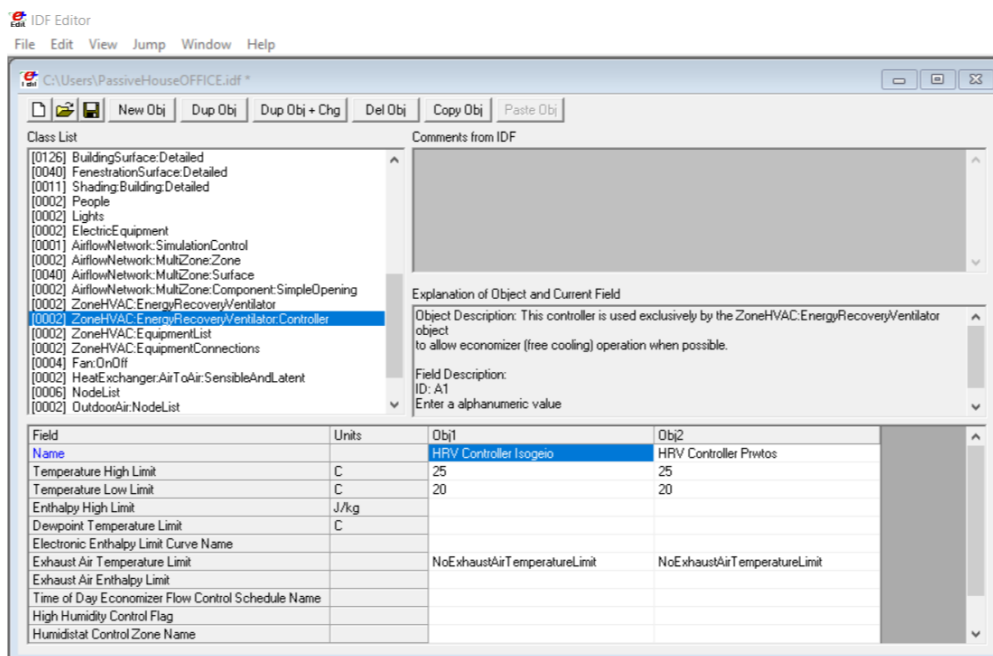 IDF Editor
File Edit View Jump Window Help
C:\Users\PassiveHouseOFFICE.idf *
New Obj Dup Obj Dup Obj + Chg Del Obj Copy Obj Paste Obj
Class List
[0126] BuildingSurface:Detailed
[0040] FenestrationSurface:Detailed
[0011] Shading:Building:Detailed
[0002] People
[0002] Lights
[0002] ElectricEquipment
[0001] AirflowNetwork:SimulationControl
[0002] AirflowNetwork:MultiZone:Zone
[0040] AirflowNetwork:MultiZone:Surface
[0002] AirflowNetwork:MultiZone:Component:SimpleOpening
[0002] ZoneHVAC:EnergyRecoveryVentilator
[0002] ZoneHVAC:EnergyRecoveryVentilator:Controller
[0002] ZoneHVAC:EquipmentList
[0002] ZoneHVAC:EquipmentConnections
[0004] Fan:OnOff
[0002] HeatExchanger:AirToAir:SensibleAndLatent
[0006] NodeList
[0002] OutdoorAir:NodeList
Comments from IDF
Explanation of Object and Current Field
Object Description: This controller is used exclusively by the ZoneHVAC:EnergyRecoveryVentilator
object
to allow economizer (free cooling) operation when possible.
Field Description:
ID: A1
Enter a alphanumeric value
Field Units Obj1 Obj2
Name HRV Controller Isogeio HRV Controller Prwtos
Temperature High Limit C 25 25
Temperature Low Limit C 20 20
Enthalpy High Limit J/kg
Dewpoint Temperature Limit C
Electronic Enthalpy Limit Curve Name
Exhaust Air Temperature Limit NoExhaustAirTemperatureLimit NoExhaustAirTemperatureLimit
Exhaust Air Enthalpy Limit
Time of Day Economizer Flow Control Schedule Name
High Humidity Control Flag
Humidistat Control Zone Name